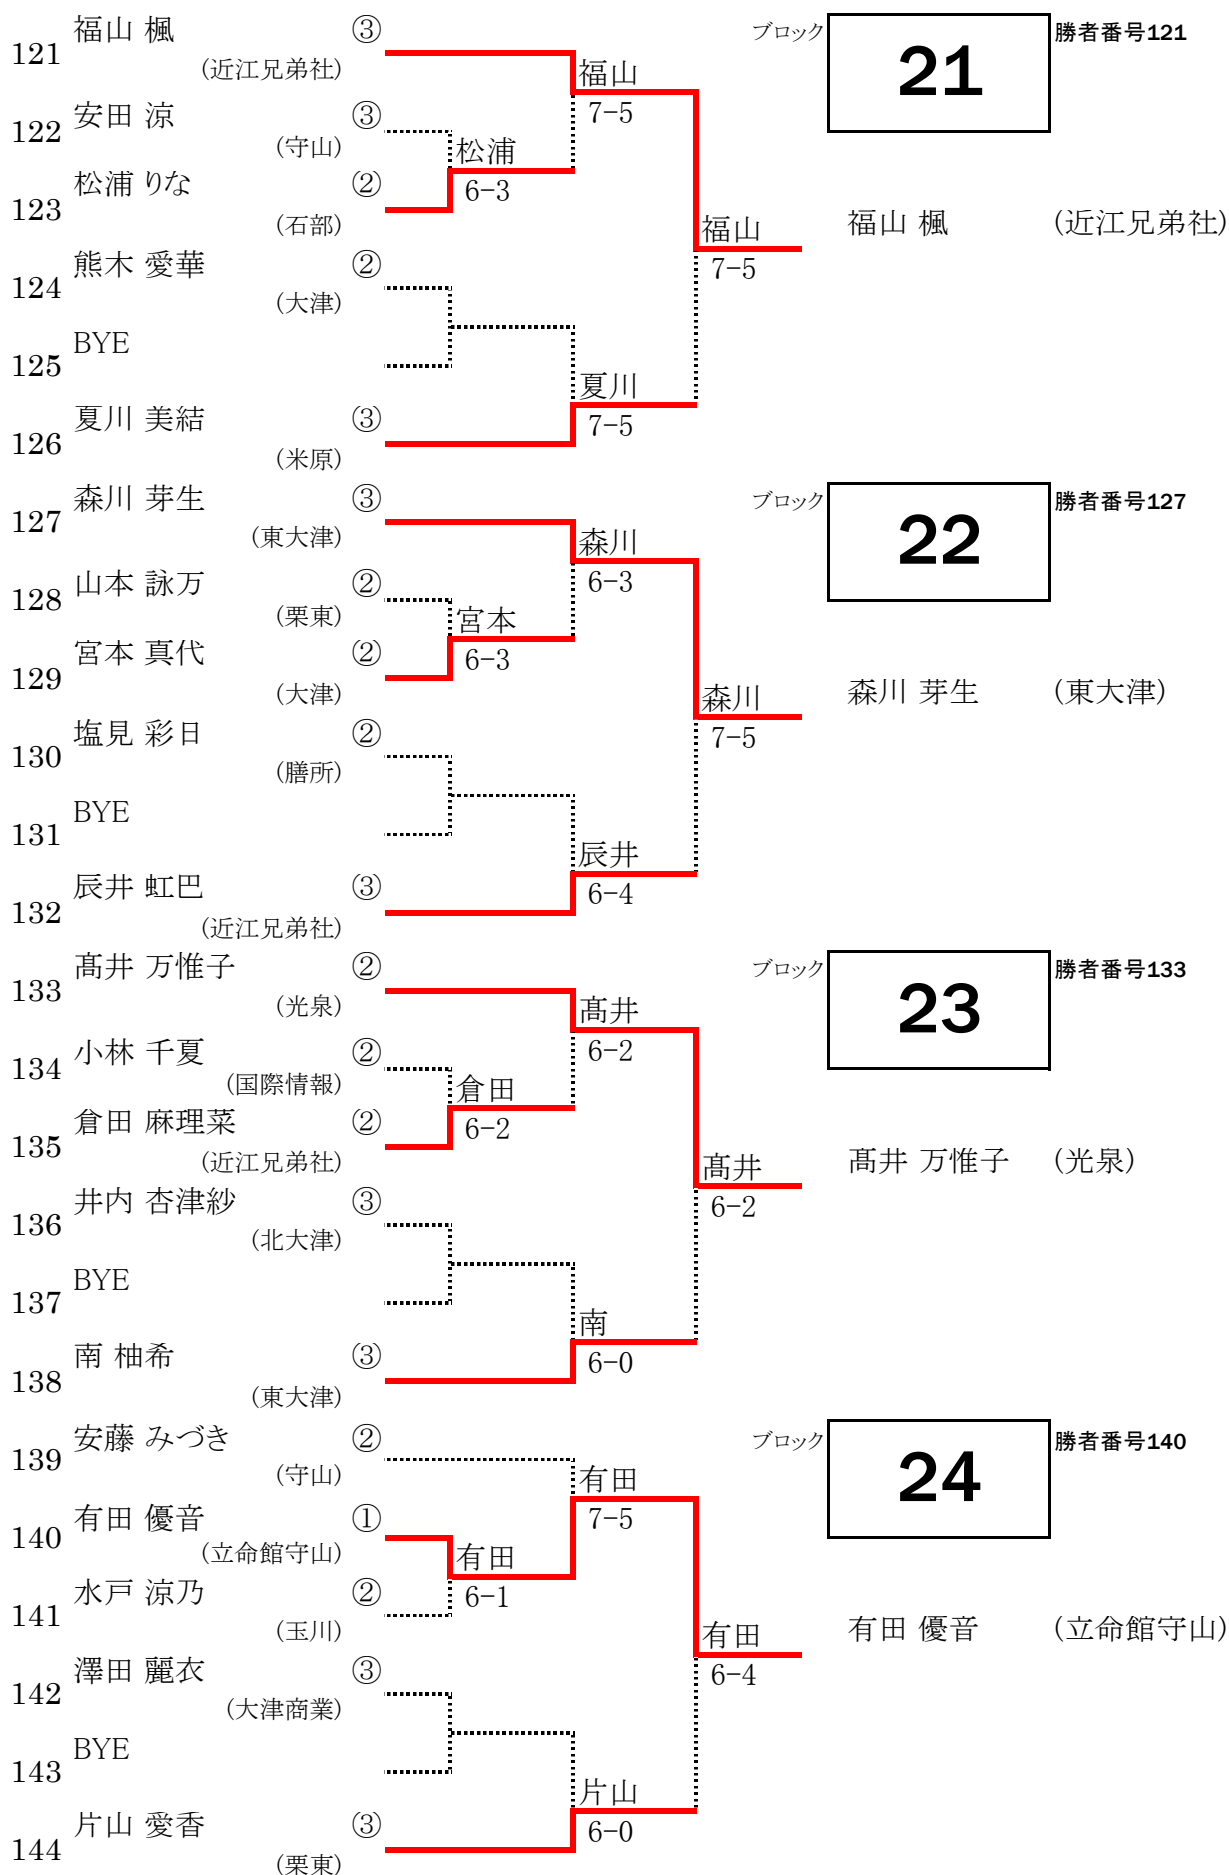 福山 楓 ③
121 (近江兄弟社)
安田 涼 ③
122 (守山)
松浦 りな ②
123 (石部)
熊木 愛華 ②
124 (大津)
BYE
125
夏川 美結 ③
126 (米原)
福山
7-5
松浦
6-3
夏川
7-5
福山
7-5
ブロック 21 勝者番号121
福山 楓 (近江兄弟社)
森川 芽生 ③
127 (東大津)
山本 詠万 ②
128 (栗東)
宮本 真代 ②
129 (大津)
塩見 彩日 ②
130 (膳所)
BYE
131
辰井 虹巴 ③
132 (近江兄弟社)
森川
6-3
宮本
6-3
辰井
6-4
森川
7-5
ブロック 22 勝者番号127
森川 芽生 (東大津)
髙井 万惟子 ②
133 (光泉)
小林 千夏 ②
134 (国際情報)
倉田 麻理菜 ②
135 (近江兄弟社)
井内 杏津紗 ③
136 (北大津)
BYE
137
南 柚希 ③
138 (東大津)
髙井
6-2
倉田
6-2
南
6-0
髙井
6-2
ブロック 23 勝者番号133
髙井 万惟子 (光泉)
安藤 みづき ②
139 (守山)
有田 優音 ①
140 (立命館守山)
水戸 涼乃 ②
141 (玉川)
澤田 麗衣 ③
142 (大津商業)
BYE
143
片山 愛香 ③
144 (栗東)
有田
7-5
有田
6-1
片山
6-0
有田
6-4
ブロック 24 勝者番号140
有田 優音 (立命館守山)